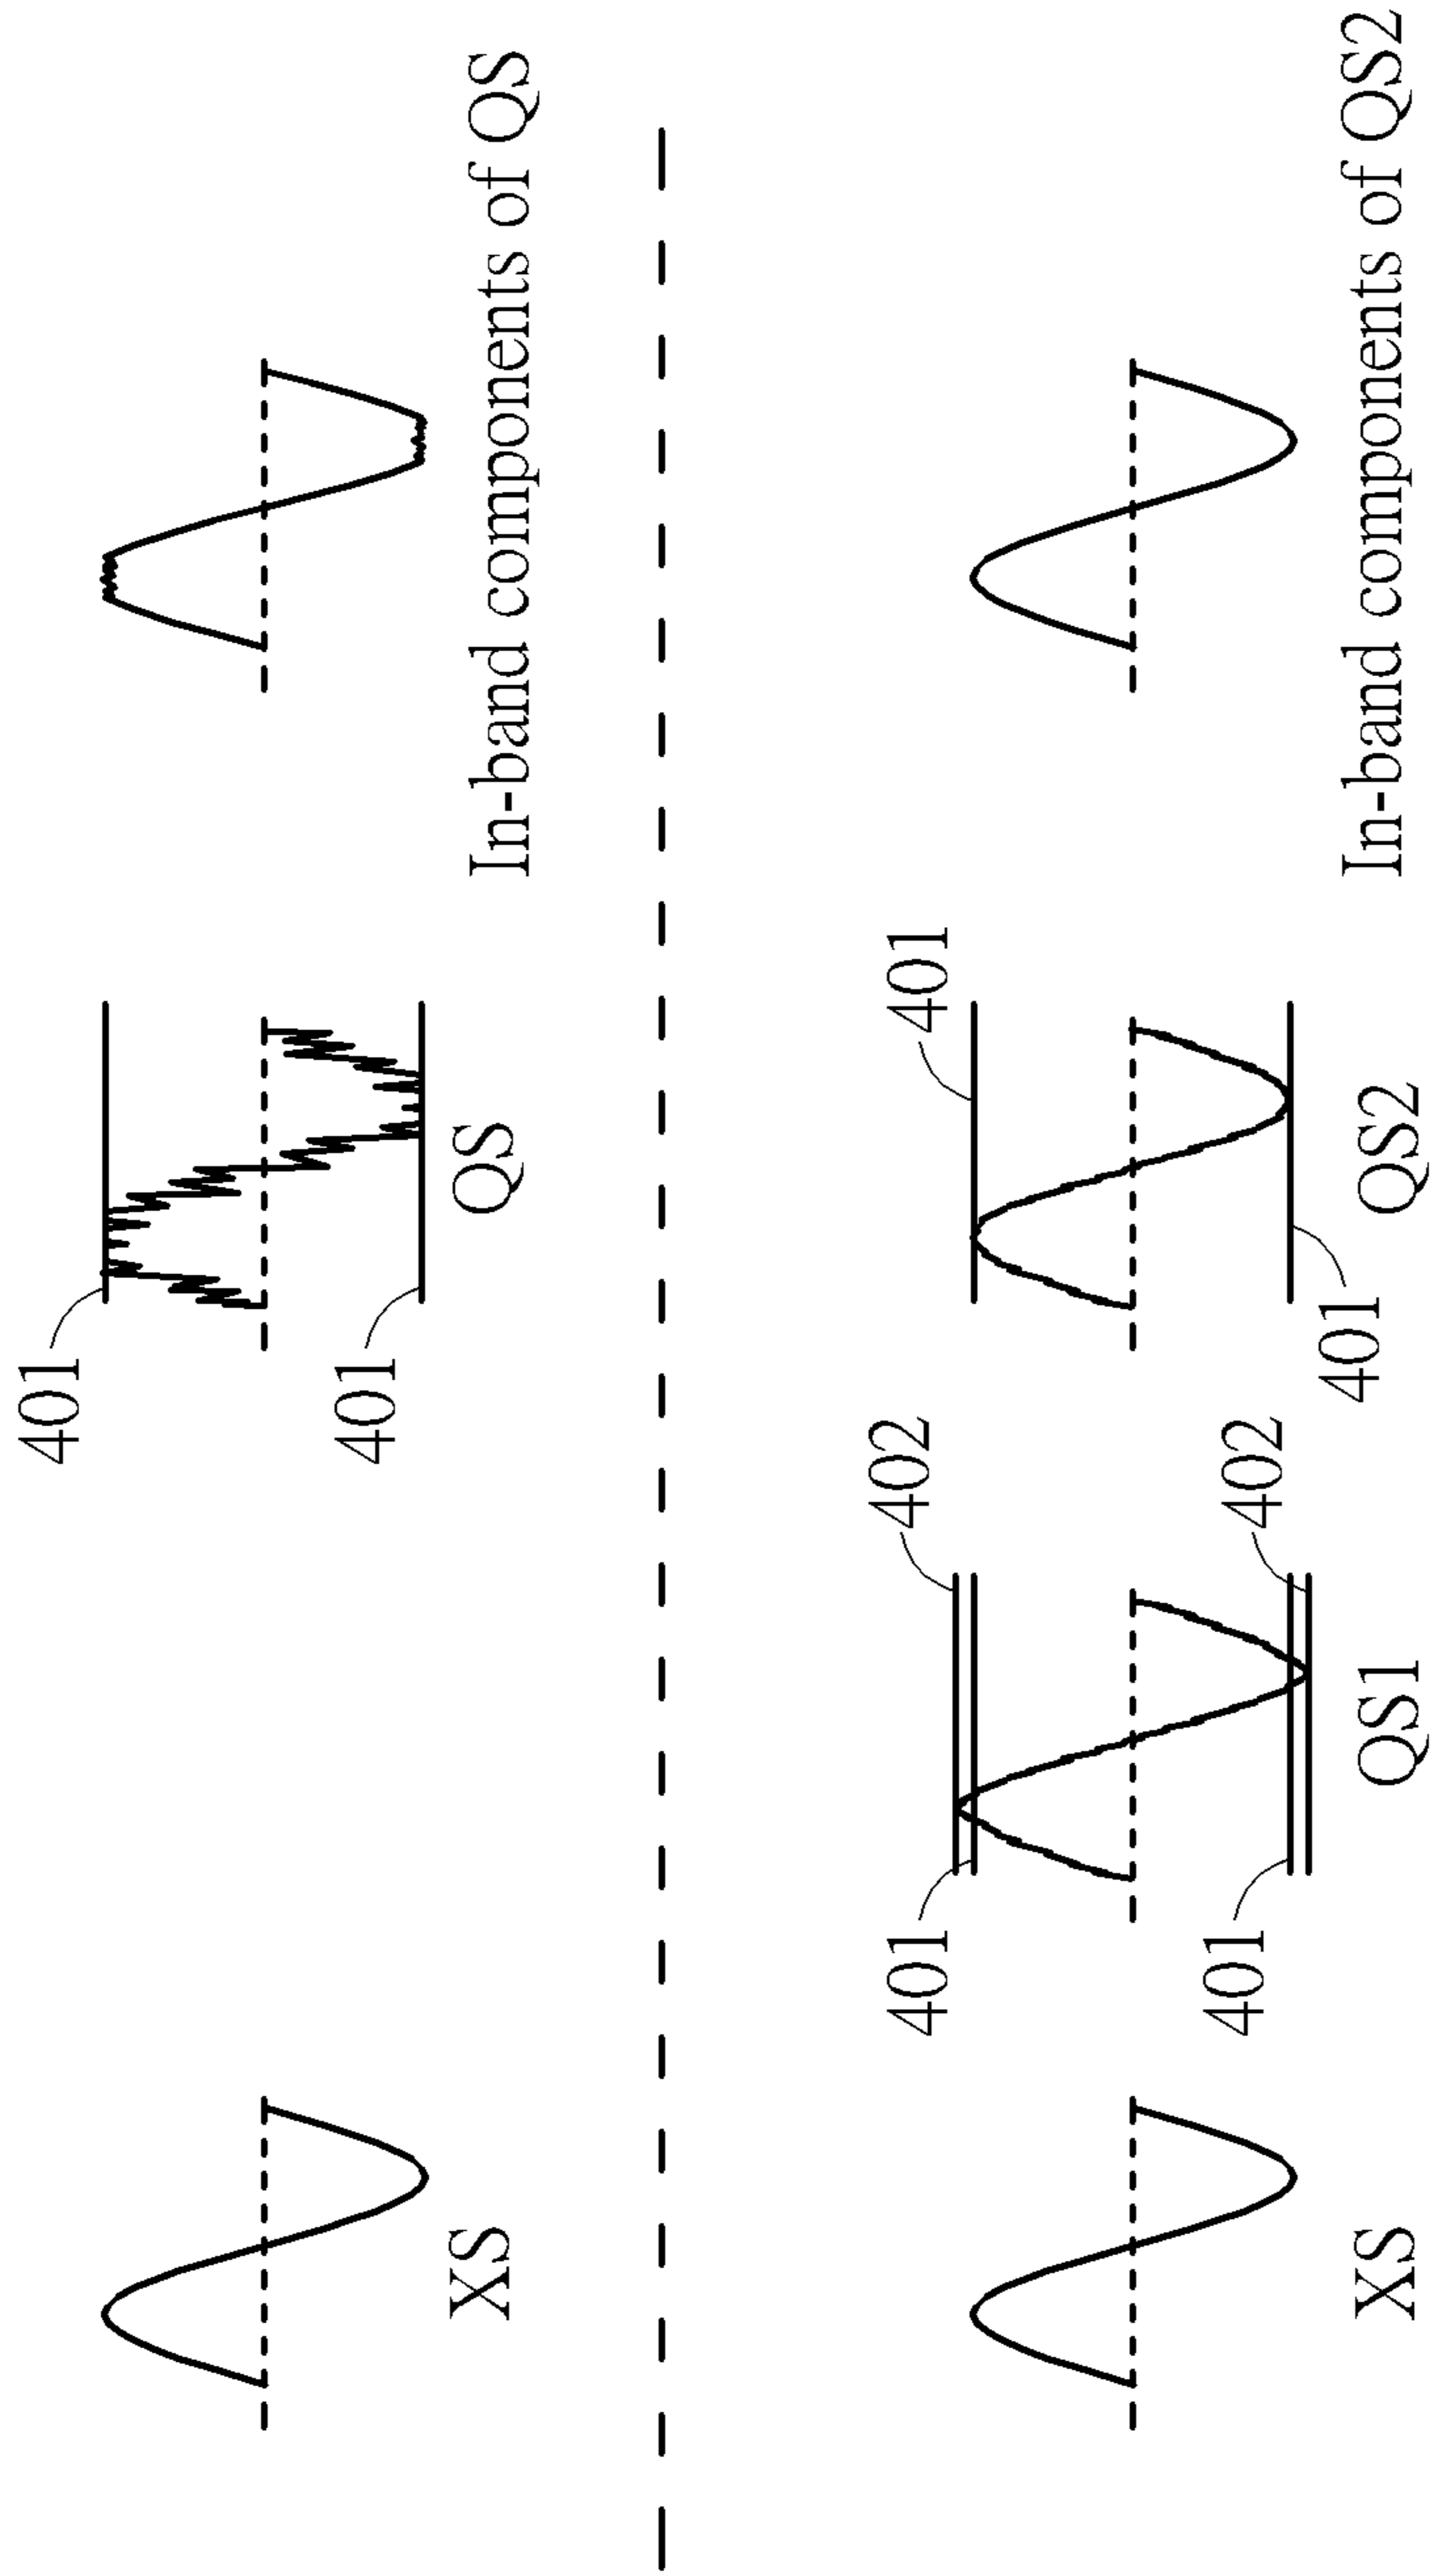 401
401
XS
QS
In-band components of QS
402
401
401
401
402
401
XS
QS1
QS2
In-band components of QS2